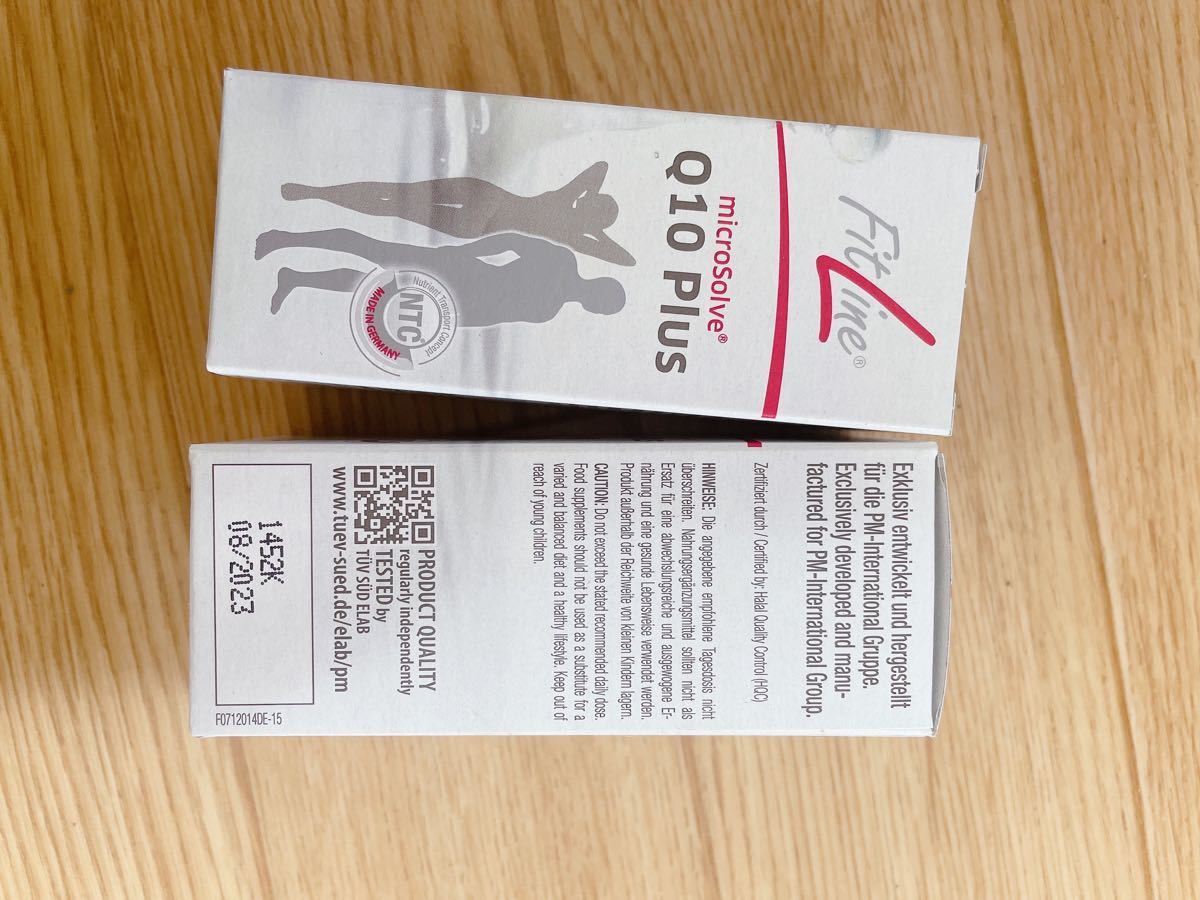 FitLine®
microSolve®
Q10 Plus
Nutrient Transport Concept
NTC®
MADE IN GERMANY
Exklusiv entwickelt und hergestellt
für die PM-International Gruppe.
Exclusively developed and manu-
factured for PM-International Group.
Zertifiziert durch / Certified by: Halal Quality Control (HQC)
HINWEISE: Die angegebene empfohlene Tagesdosis nicht
überschreiten. Nahrungsergänzungsmittel sollten nicht als
Ersatz für eine abwechslungsreiche und ausgewogene Er-
nährung und eine gesunde Lebensweise verwendet werden.
Produkt außerhalb der Reichweite von kleinen Kindern lagern.
CAUTION: Do not exceed the stated recommended daily dose.
Food supplements should not be used as a substitute for a
varied and balanced diet and a healthy lifestyle. Keep out of
reach of young children.
PRODUCT QUALITY
regularly independently
TESTED by
TÜV SÜD ELAB
www.tuev-sued.de/elab/pm
1452K
08/2023
F0712014DE-15